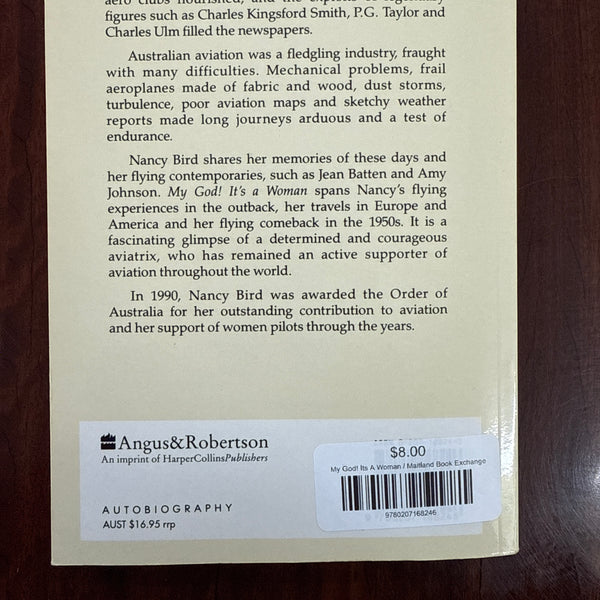 aero clubs flourished, and the exploits of legendary
figures such as Charles Kingsford Smith, P.G. Taylor and
Charles Ulm filled the newspapers.
Australian aviation was a fledgling industry, fraught
with many difficulties. Mechanical problems, frail
aeroplanes made of fabric and wood, dust storms,
turbulence, poor aviation maps and sketchy weather
reports made long journeys arduous and a test of
endurance.
Nancy Bird shares her memories of these days and
her flying contemporaries, such as Jean Batten and Amy
Johnson. My God! It's a Woman spans Nancy's flying
experiences in the outback, her travels in Europe and
America and her flying comeback in the 1950s. It is a
fascinating glimpse of a determined and courageous
aviatrix, who has remained an active supporter of
aviation throughout the world.
In 1990, Nancy Bird was awarded the Order of
Australia for her outstanding contribution to aviation
and her support of women pilots through the years.
Angus&Robertson
An imprint of HarperCollinsPublishers
AUTOBIOGRAPHY
AUST $16.95 rrp
$8.00
My God! Its A Woman / Maitland Book Exchange
9780207168246